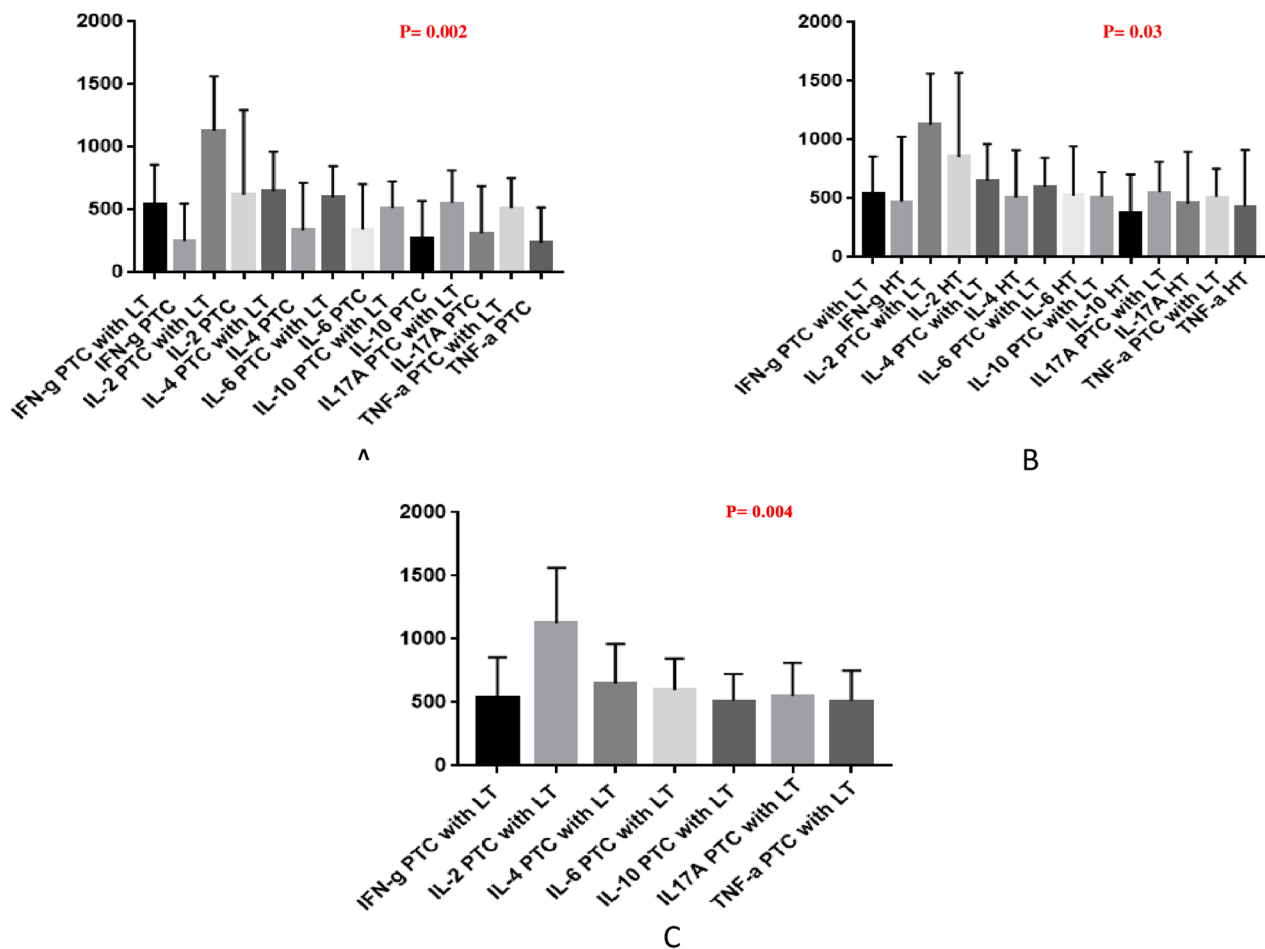 2000
1500
1000
500
0
P= 0.002
IFN-g PTC with LT
IFN-g PTC
IL-2 PTC with LT
IL-2 PTC
IL-4 PTC with LT
IL-4 PTC
IL-6 PTC with LT
IL-6 PTC
IL-10 PTC with LT
IL-10 PTC
IL17A PTC with LT
IL-17A PTC
TNF-a PTC with LT
TNF-a PTC
^
2000
1500
1000
500
0
P= 0.03
IFN-g PTC with LT
IFN-g HT
IL-2 PTC with LT
IL-2 HT
IL-4 PTC with LT
IL-4 HT
IL-6 PTC with LT
IL-6 HT
IL-10 PTC with LT
IL-10 HT
IL17A PTC with LT
IL-17A HT
TNF-a PTC with LT
TNF-a HT
B
2000
1500
1000
500
0
P= 0.004
IFN-g PTC with LT
IL-2 PTC with LT
IL-4 PTC with LT
IL-6 PTC with LT
IL-10 PTC with LT
IL17A PTC with LT
TNF-a PTC with LT
C